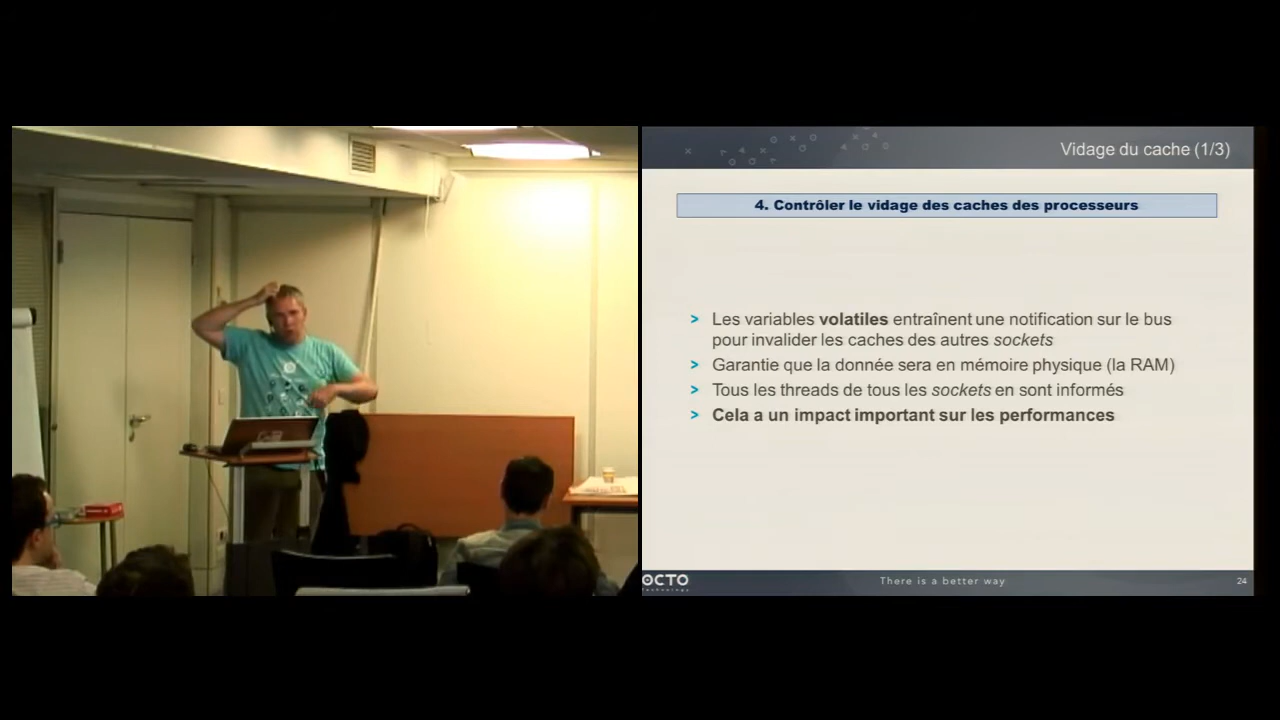 Vidage du cache (1/3)
4. Contrôler le vidage des caches des processeurs
> Les variables volatiles entraînent une notification sur le bus
pour invalider les caches des autres sockets
> Garantie que la donnée sera en mémoire physique (la RAM)
> Tous les threads de tous les sockets en sont informés
> Cela a un impact important sur les performances
OCTO
Technology
There is a better way
24